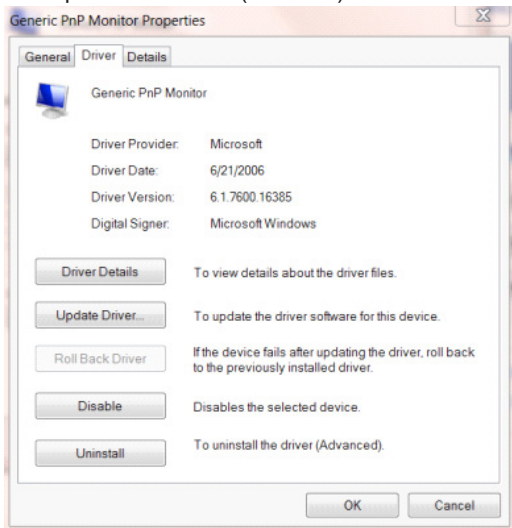 Generic PnP Monitor Properties
General Driver Details
Generic PnP Monitor
Driver Provider: Microsoft
Driver Date: 6/21/2006
Driver Version: 6.1.7600.16385
Digital Signer: Microsoft Windows
Driver Details To view details about the driver files.
Update Driver... To update the driver software for this device.
Roll Back Driver If the device fails after updating the driver, roll back
to the previously installed driver.
Disable Disables the selected device.
Uninstall To uninstall the driver (Advanced).
OK Cancel